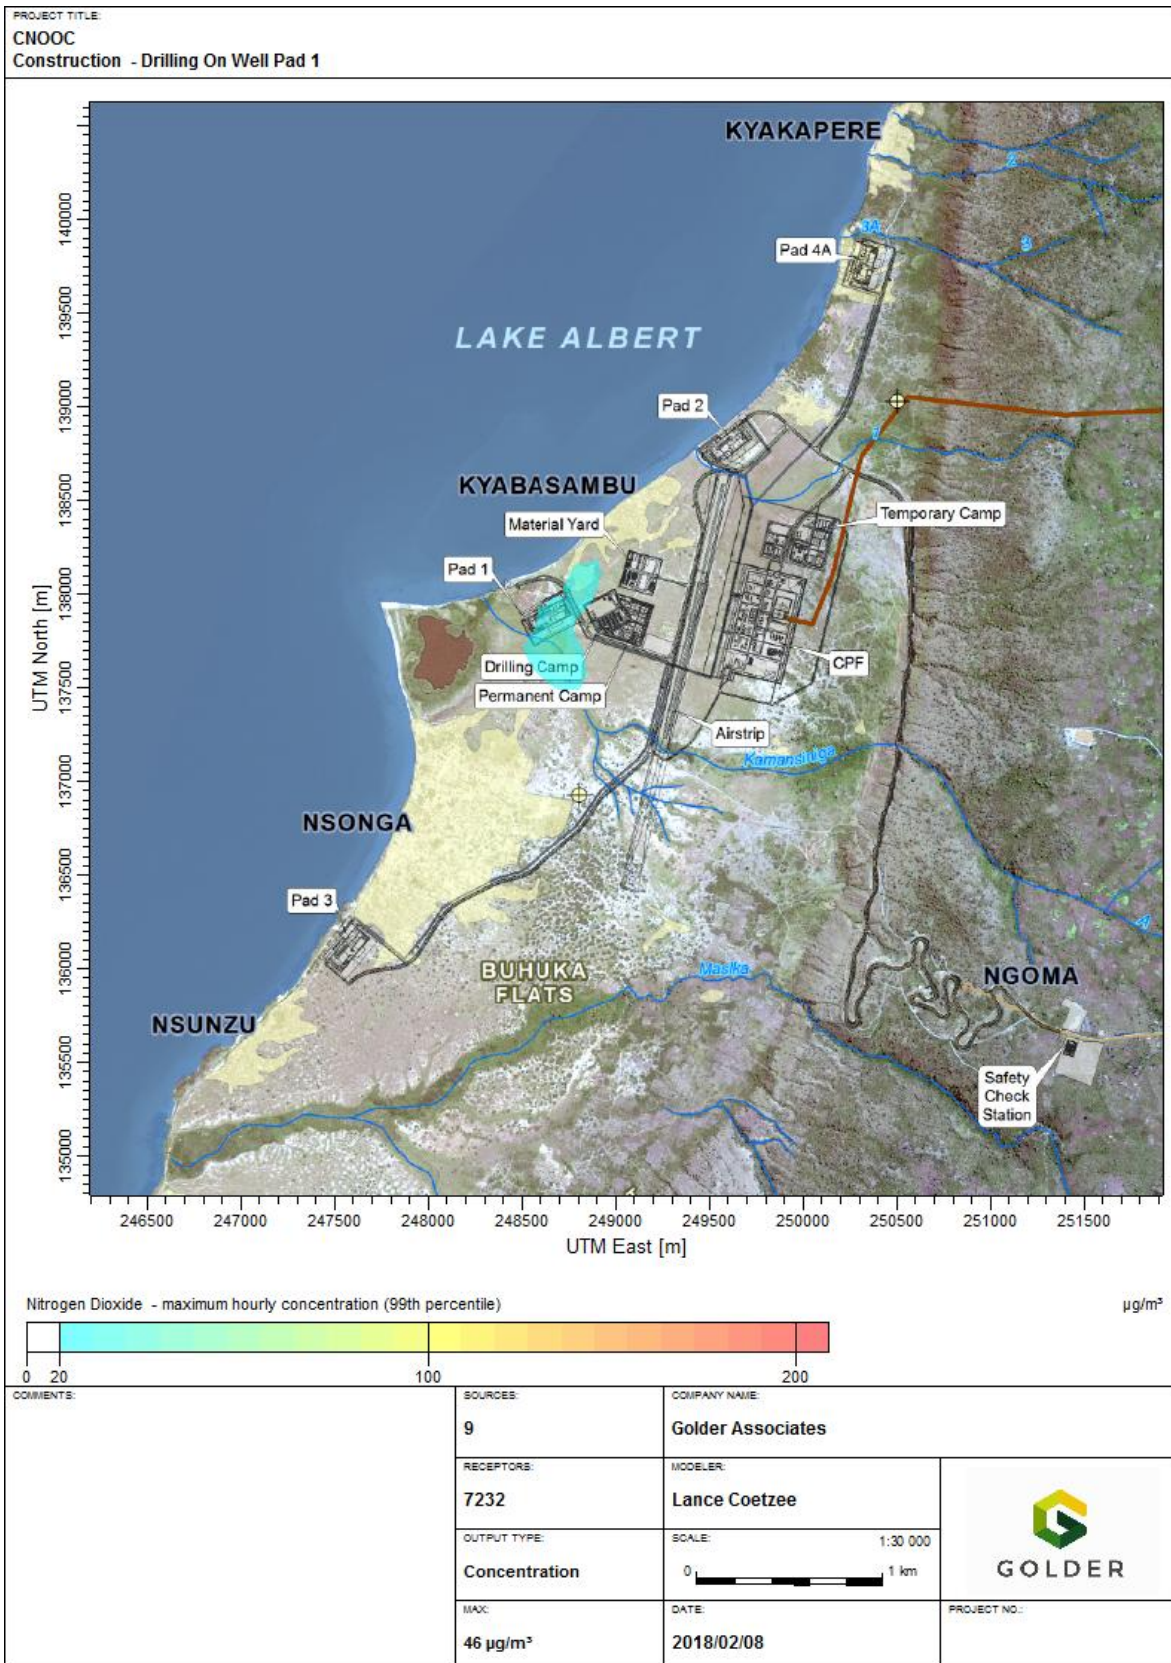 PROJECT TITLE:
CNOOC
Construction - Drilling On Well Pad 1
KYAKAPERE
2
3A
3
Pad 4A
LAKE ALBERT
Pad 2
1
KYABASAMBU
Temporary Camp
Material Yard
Pad 1
Drilling Camp
CPF
Permanent Camp
Airstrip
Kamansiniga
NSONGA
Pad 3
A
BUHUKA
FLATS
Masika
NGOMA
NSUNZU
Safety
Check
Station
UTM North [m]
140000
139500
139000
138500
138000
137500
137000
136500
136000
135500
135000
246500 247000 247500 248000 248500 249000 249500 250000 250500 251000 251500
UTM East [m]
Nitrogen Dioxide - maximum hourly concentration (99th percentile) µg/m³
0 20 100 200
COMMENTS:
SOURCES:
9
COMPANY NAME:
Golder Associates
RECEPTORS:
7232
MODELER:
Lance Coetzee
OUTPUT TYPE:
Concentration
SCALE: 1:30 000
0 1 km
GOLDER
MAX:
46 µg/m³
DATE:
2018/02/08
PROJECT NO.: